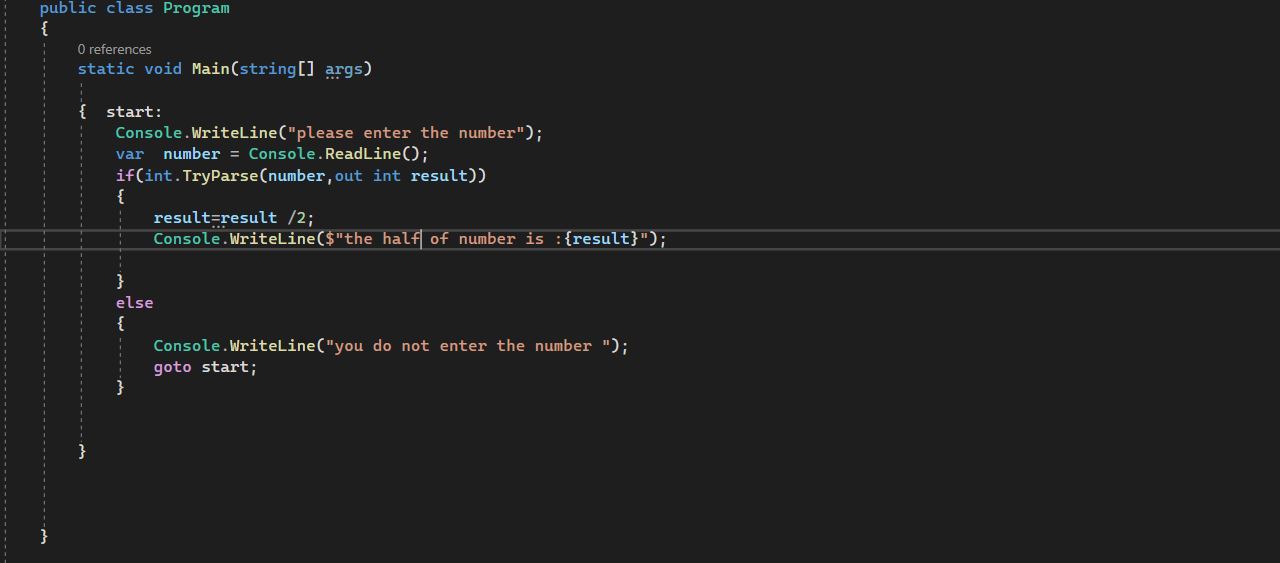 public class Program
{
0 references
static void Main(string[] args)
{  start:
Console.WriteLine("please enter the number");
var  number = Console.ReadLine();
if(int.TryParse(number,out int result))
{
result=result /2;
Console.WriteLine($"the half of number is :{result}");
}
else
{
Console.WriteLine("you do not enter the number ");
goto start;
}
}
}